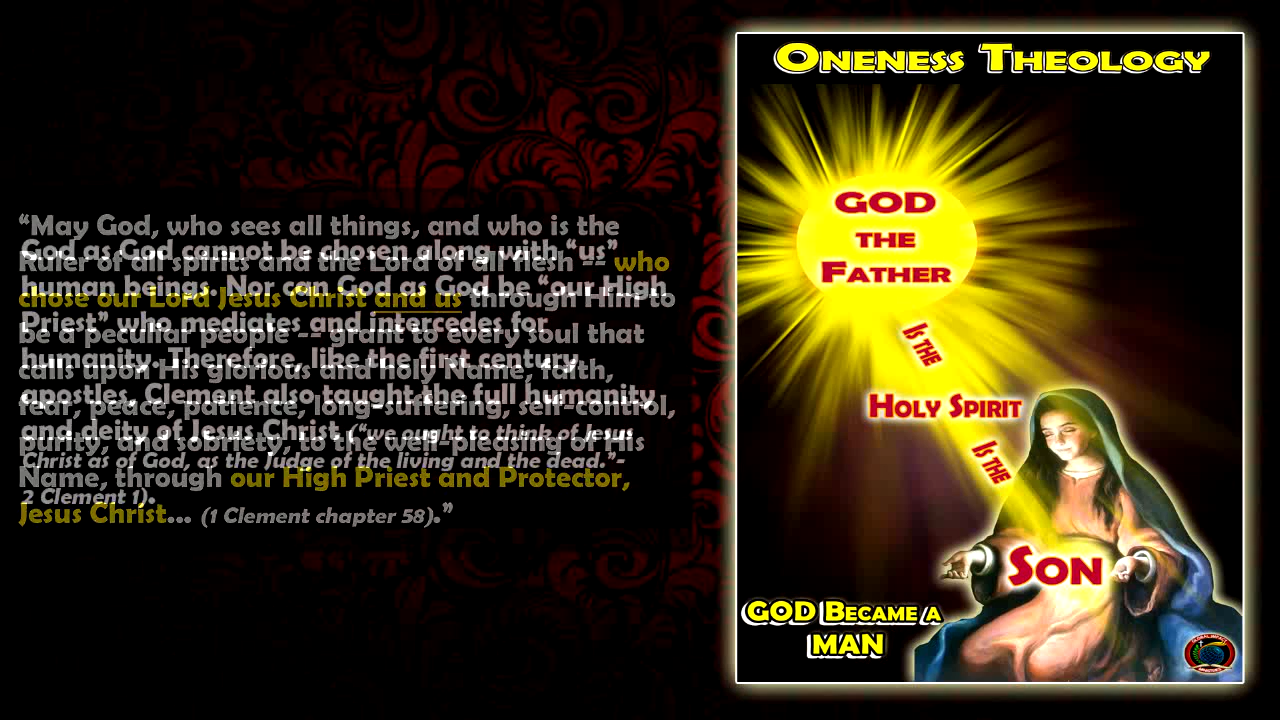 “May God, who sees all things, and who is the
Ruler of all spirits and the Lord of all flesh -- who
chose our Lord Jesus Christ and us through Him to
be a peculiar people -- grant to every soul that
calls upon His glorious and holy Name, faith,
fear, peace, patience, long-suffering, self-control,
purity, and sobriety, to the well-pleasing of His
Name, through our High Priest and Protector,
Jesus Christ... (1 Clement chapter 58).”
God as God cannot be chosen along with “us”
human beings. Nor can God as God be “our High
Priest” who mediates and intercedes for
humanity. Therefore, like the first century
apostles, Clement also taught the full humanity
and deity of Jesus Christ (“we ought to think of Jesus
Christ as of God, as the Judge of the living and the dead.”-
2 Clement 1).
ONENESS THEOLOGY
GOD
THE
FATHER
IS THE
HOLY SPIRIT
IS THE
SON
GOD BECAME A
MAN
GLOBAL IMPACT